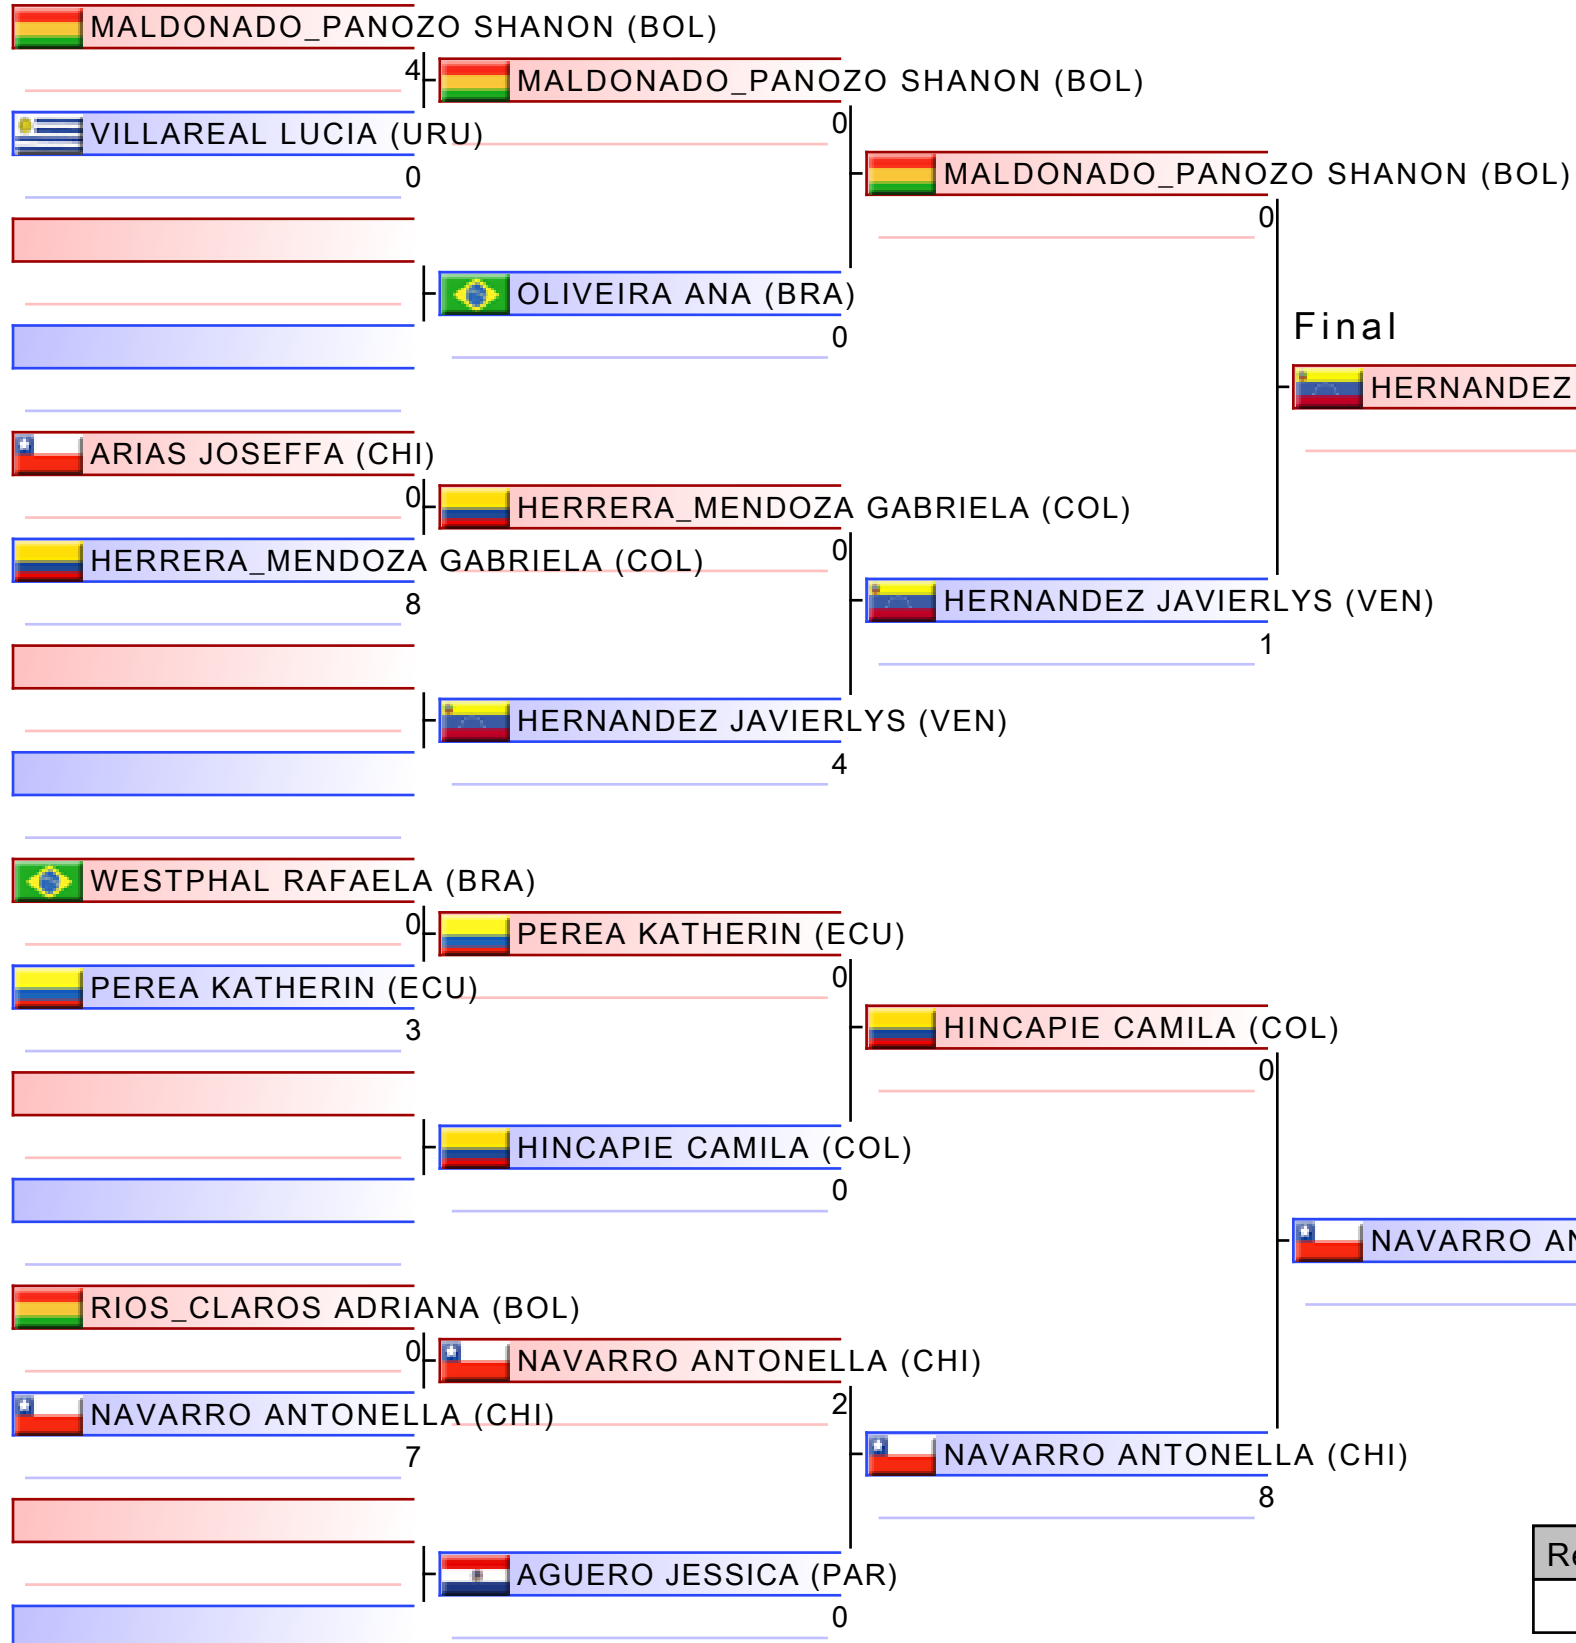 MALDONADO_PANOZO SHANON (BOL)
4
MALDONADO_PANOZO SHANON (BOL)
VILLAREAL LUCIA (URU)
0
0
MALDONADO_PANOZO SHANON (BOL)
0
OLIVEIRA ANA (BRA)
0
Final
HERNANDEZ
ARIAS JOSEFFA (CHI)
0
HERRERA_MENDOZA GABRIELA (COL)
HERRERA_MENDOZA GABRIELA (COL)
0
8
HERNANDEZ JAVIERLYS (VEN)
1
HERNANDEZ JAVIERLYS (VEN)
4
WESTPHAL RAFAELA (BRA)
0
PEREA KATHERIN (ECU)
PEREA KATHERIN (ECU)
0
3
HINCAPIE CAMILA (COL)
0
HINCAPIE CAMILA (COL)
0
NAVARRO
RIOS_CLAROS ADRIANA (BOL)
0
NAVARRO ANTONELLA (CHI)
NAVARRO ANTONELLA (CHI)
2
7
NAVARRO ANTONELLA (CHI)
8
AGUERO JESSICA (PAR)
0